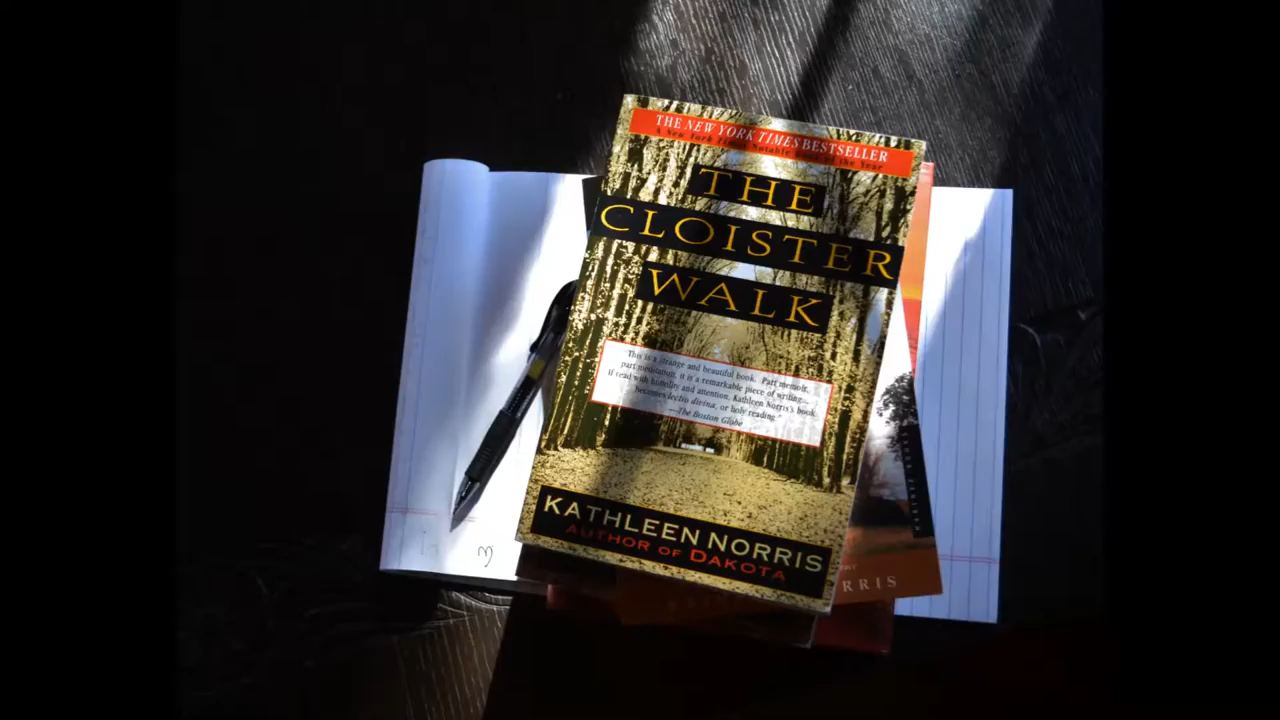 THE NEW YORK TIMES BESTSELLER
A New York Times Notable Book of the Year
THE
CLOISTER
WALK
"This is a strange and beautiful book. Part memoir,
part meditation, it is a remarkable piece of writing....
If read with humility and attention, Kathleen Norris's book
becomes lectio divina, or holy reading."
—The Boston Globe
KATHLEEN NORRIS
AUTHOR OF DAKOTA
RRIS